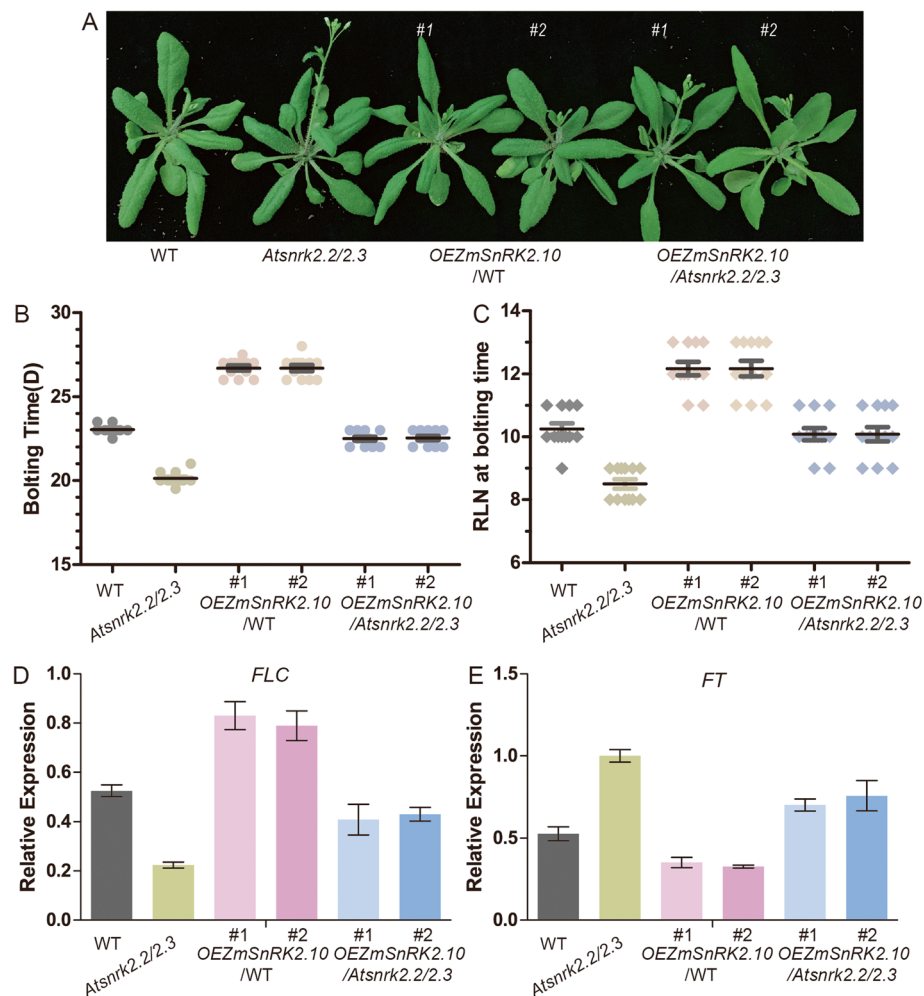 A
#1 #2 #1 #2
WT Atsnrk2.2/2.3 OEZmSnRK2.10 OEZmSnRK2.10
/WT /Atsnrk2.2/2.3
B
Bolting Time(D)
30
25
20
15
WT Atsnrk2.2/2.3 #1 #2 #1 #2
OEZmSnRK2.10 OEZmSnRK2.10
/WT /Atsnrk2.2/2.3
C
RLN at bolting time
14
12
10
8
6
WT Atsnrk2.2/2.3 #1 #2 #1 #2
OEZmSnRK2.10 OEZmSnRK2.10
/WT /Atsnrk2.2/2.3
D
FLC
Relative Expression
1.0
0.8
0.6
0.4
0.2
0.0
WT Atsnrk2.2/2.3 #1 #2 #1 #2
OEZmSnRK2.10 OEZmSnRK2.10
/WT /Atsnrk2.2/2.3
E
FT
Relative Expression
1.5
1.0
0.5
0.0
WT Atsnrk2.2/2.3 #1 #2 #1 #2
OEZmSnRK2.10 OEZmSnRK2.10
/WT /Atsnrk2.2/2.3